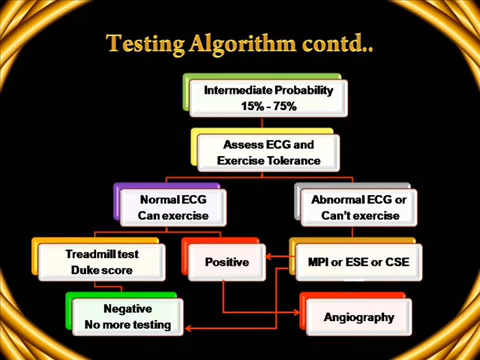 Testing Algorithm contd..
Intermediate Probability
15% - 75%
Assess ECG and
Exercise Tolerance
Normal ECG
Can exercise
Abnormal ECG or
Can't exercise
Treadmill test
Duke score
Positive
MPI or ESE or CSE
Negative
No more testing
Angiography